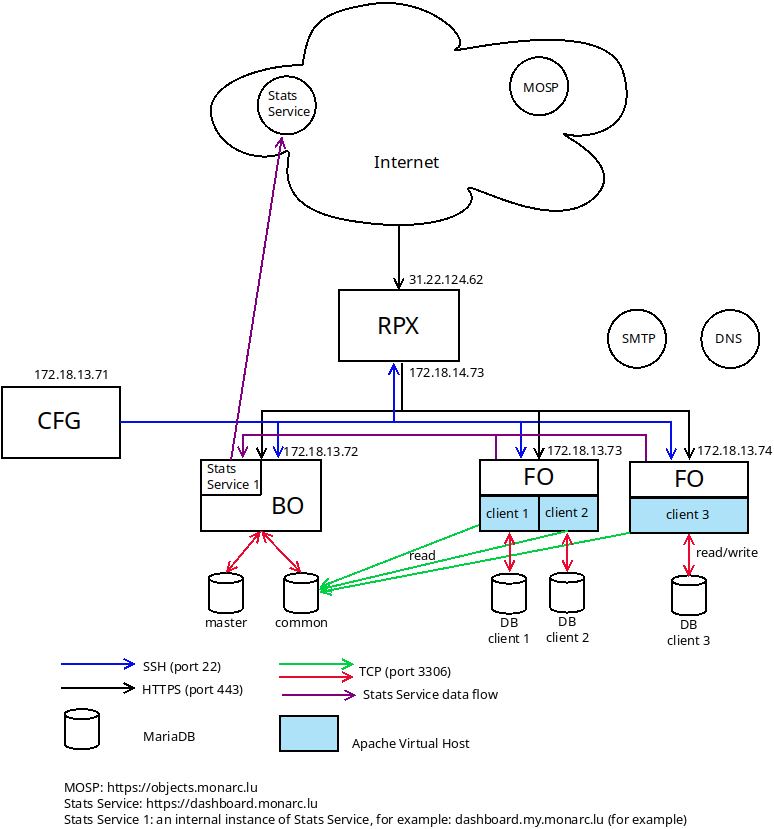 Stats
Service
MOSP
Internet
31.22.124.62
RPX
SMTP
DNS
172.18.13.71
172.18.14.73
CFG
172.18.13.72
172.18.13.73
172.18.13.74
Stats
Service 1
BO
FO
client 1
client 2
FO
client 3
read
read/write
master
common
DB
client 1
DB
client 2
DB
client 3
SSH (port 22)
TCP (port 3306)
HTTPS (port 443)
Stats Service data flow
MariaDB
Apache Virtual Host
MOSP: https://objects.monarc.lu
Stats Service: https://dashboard.monarc.lu
Stats Service 1: an internal instance of Stats Service, for example: dashboard.my.monarc.lu (for example)